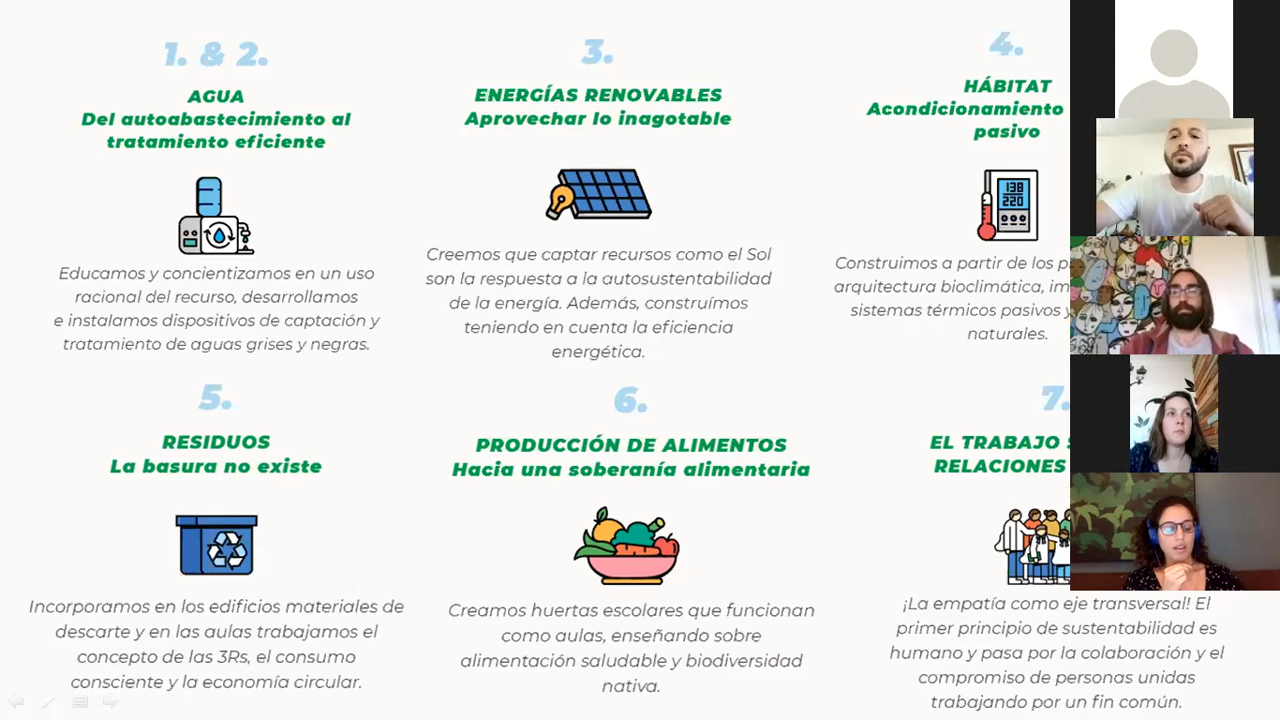 1. & 2.
AGUA
Del autoabastecimiento al
tratamiento eficiente
Educamos y concientizamos en un uso
racional del recurso, desarrollamos
e instalamos dispositivos de captación y
tratamiento de aguas grises y negras.
3.
ENERGÍAS RENOVABLES
Aprovechar lo inagotable
Creemos que captar recursos como el Sol
son la respuesta a la autosustentabilidad
de la energía. Además, construímos
teniendo en cuenta la eficiencia
energética.
4.
HÁBITAT
Acondicionamiento
pasivo
138
220
Construimos a partir de los
arquitectura bioclimática,
sistemas térmicos pasivos y
naturales.
5.
RESIDUOS
La basura no existe
Incorporamos en los edificios materiales de
descarte y en las aulas trabajamos el
concepto de las 3Rs, el consumo
consciente y la economía circular.
6.
PRODUCCIÓN DE ALIMENTOS
Hacia una soberanía alimentaria
Creamos huertas escolares que funcionan
como aulas, enseñando sobre
alimentación saludable y biodiversidad
nativa.
7.
EL TRABAJO
RELACIONES
¡La empatía como eje transversal! El
primer principio de sustentabilidad es
humano y pasa por la colaboración y el
compromiso de personas unidas
trabajando por un fin común.